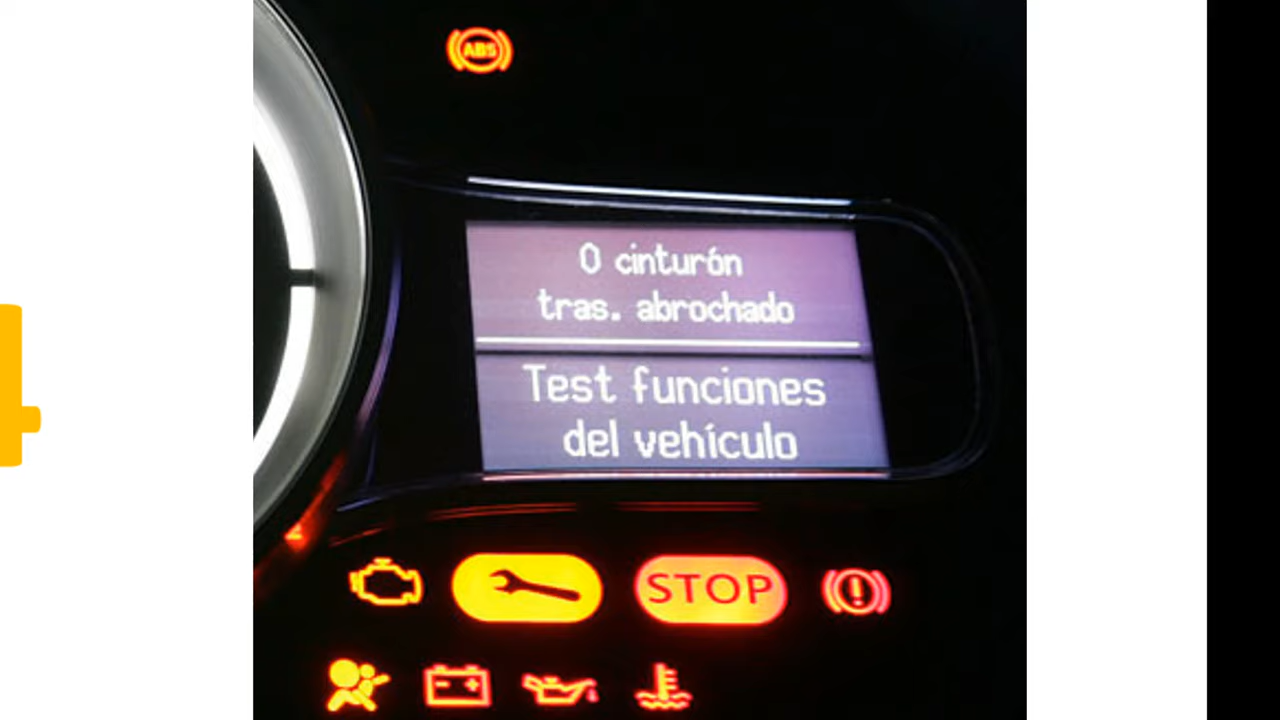 ABS
0 cinturón
tras. abrochado
Test funciones
del vehículo
STOP